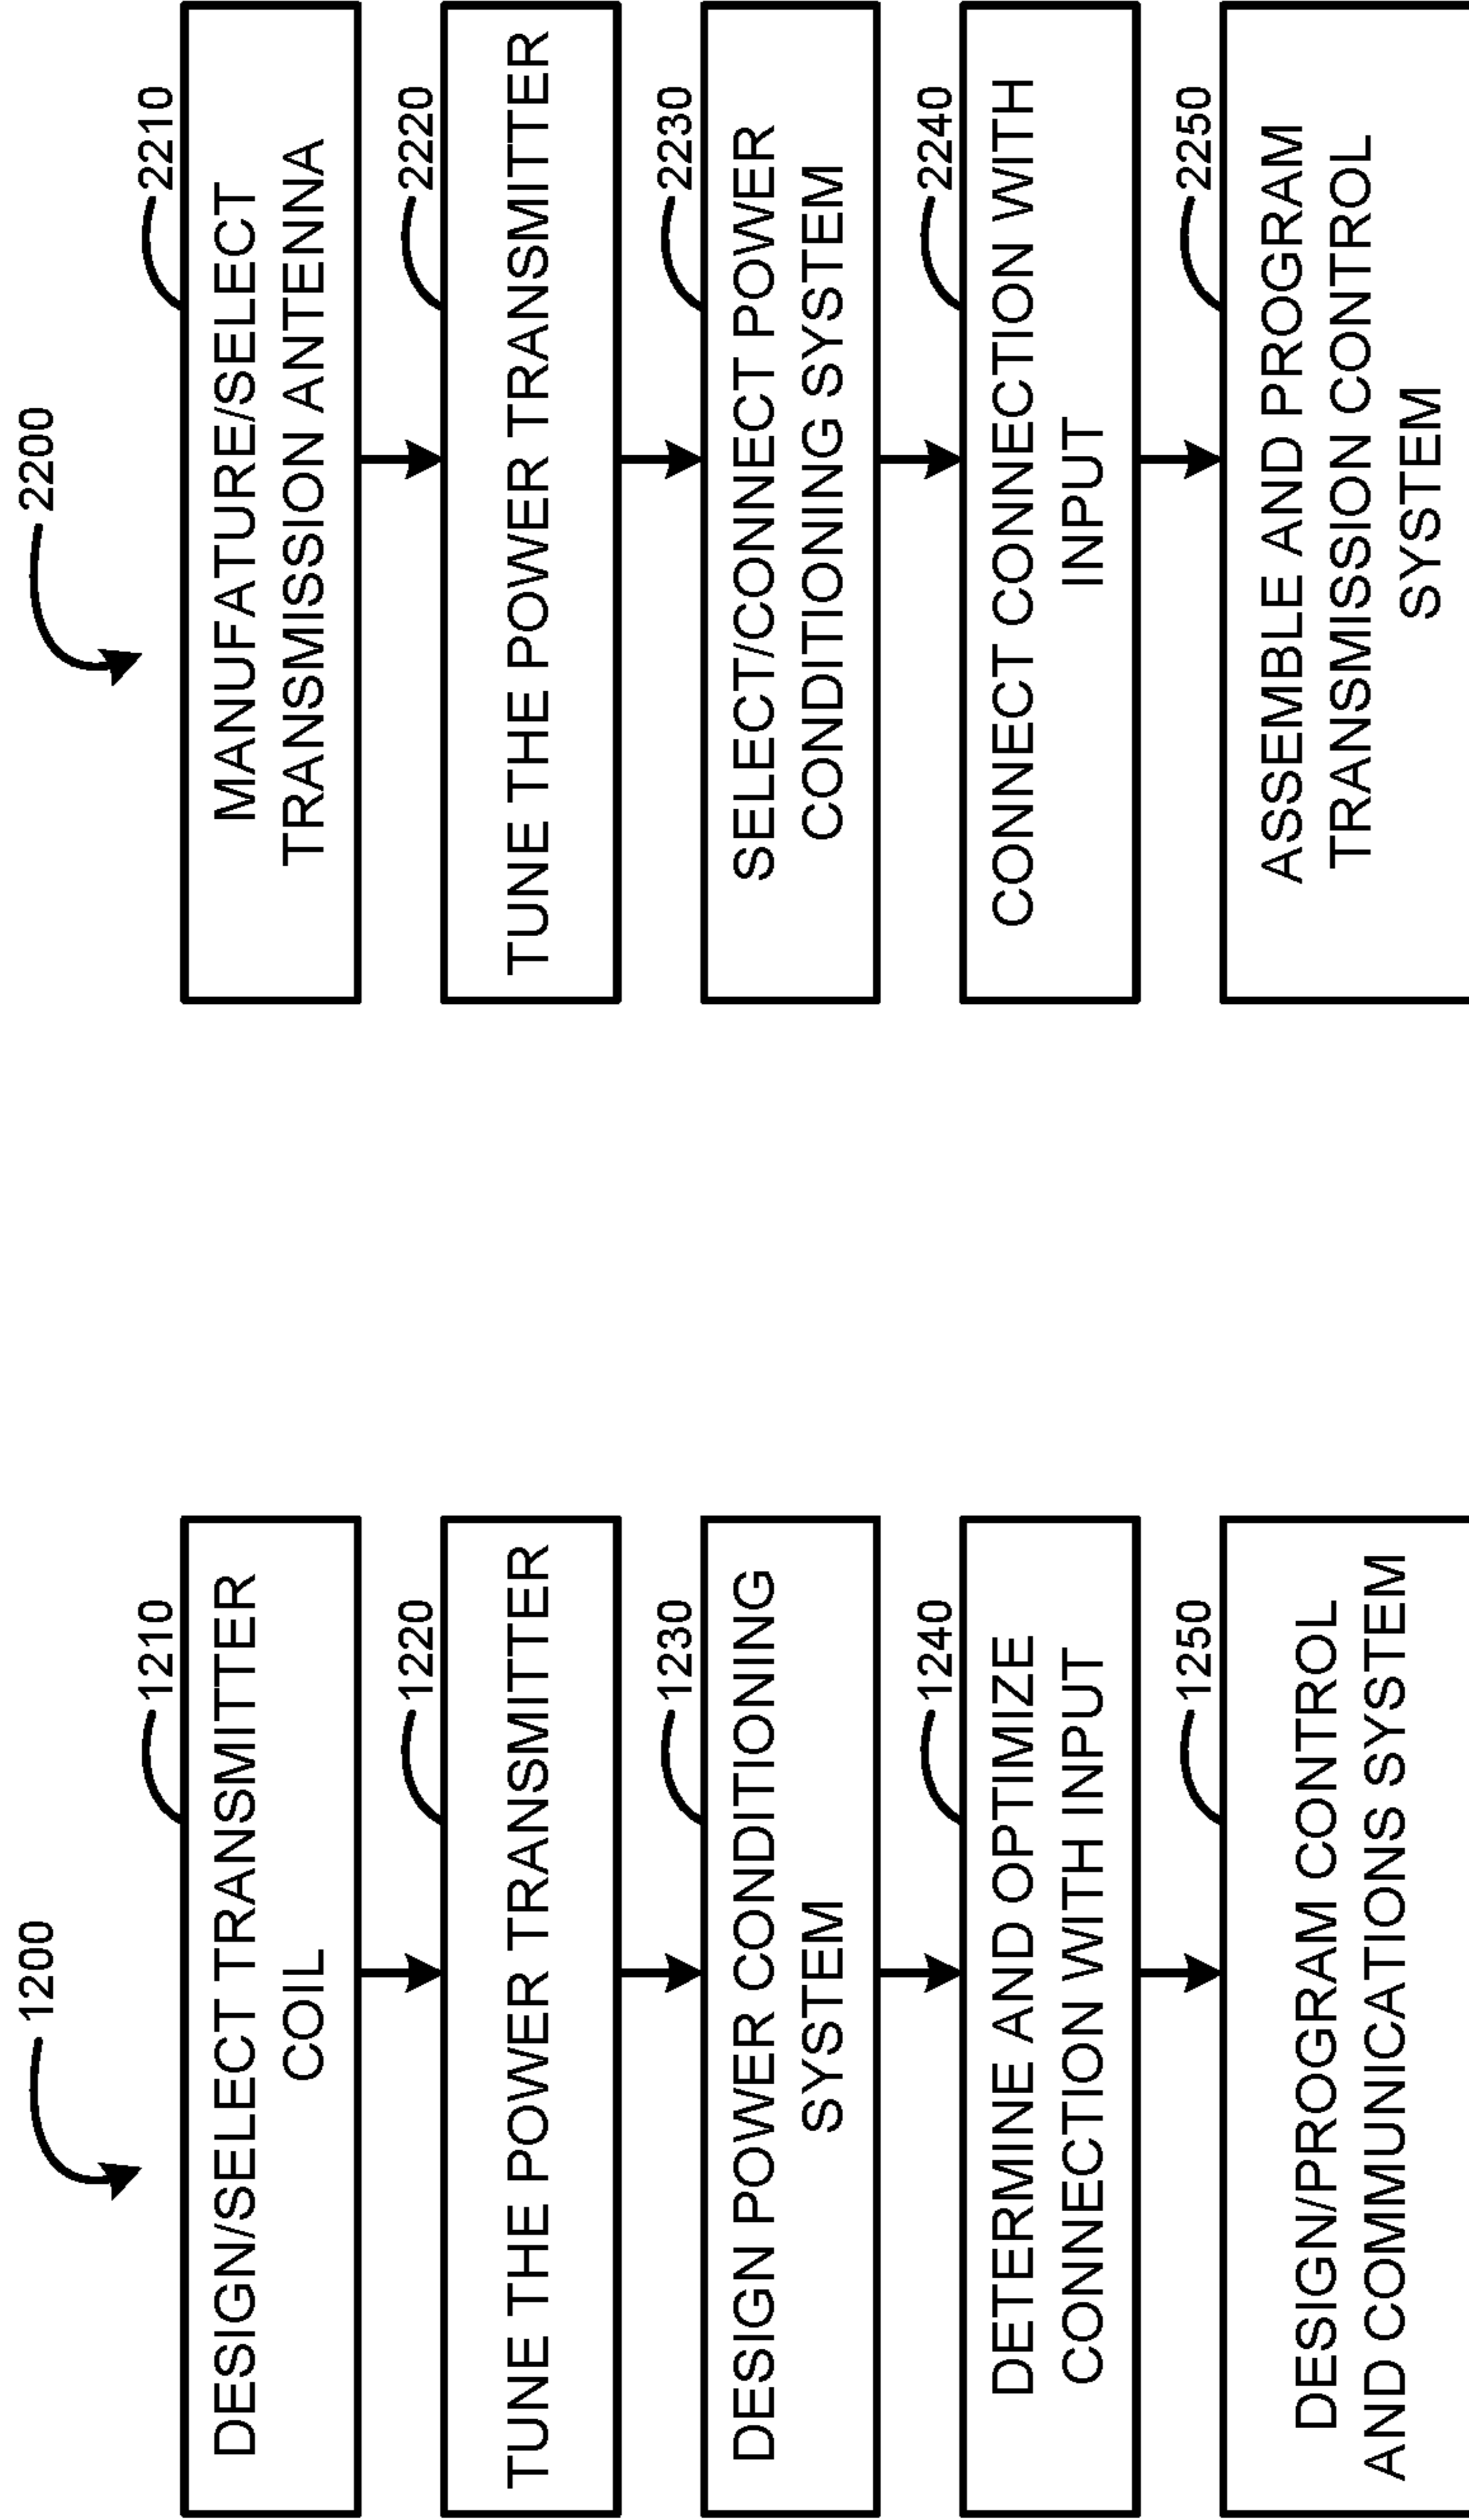 1200
1210
DESIGN/SELECT TRANSMITTER
COIL
1220
TUNE THE POWER TRANSMITTER
1230
DESIGN POWER CONDITIONING
SYSTEM
1240
DETERMINE AND OPTIMIZE
CONNECTION WITH INPUT
1250
DESIGN/PROGRAM CONTROL
AND COMMUNICATIONS SYSTEM
2200
2210
MANUFATURE/SELECT
TRANSMISSION ANTENNA
2220
TUNE THE POWER TRANSMITTER
2230
SELECT/CONNECT POWER
CONDITIONING SYSTEM
2240
CONNECT CONNECTION WITH
INPUT
2250
ASSEMBLE AND PROGRAM
TRANSMISSION CONTROL
SYSTEM